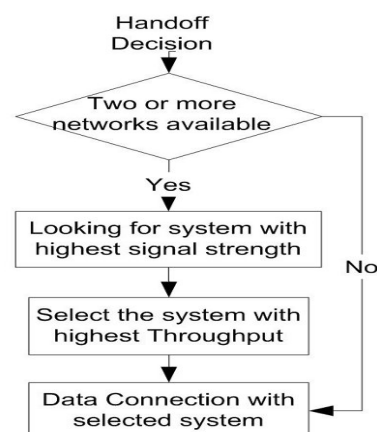 Handoff
Decision
Two or more
networks available
Yes
Looking for system with
highest signal strength
No
Select the system with
highest Throughput
Data Connection with
selected system